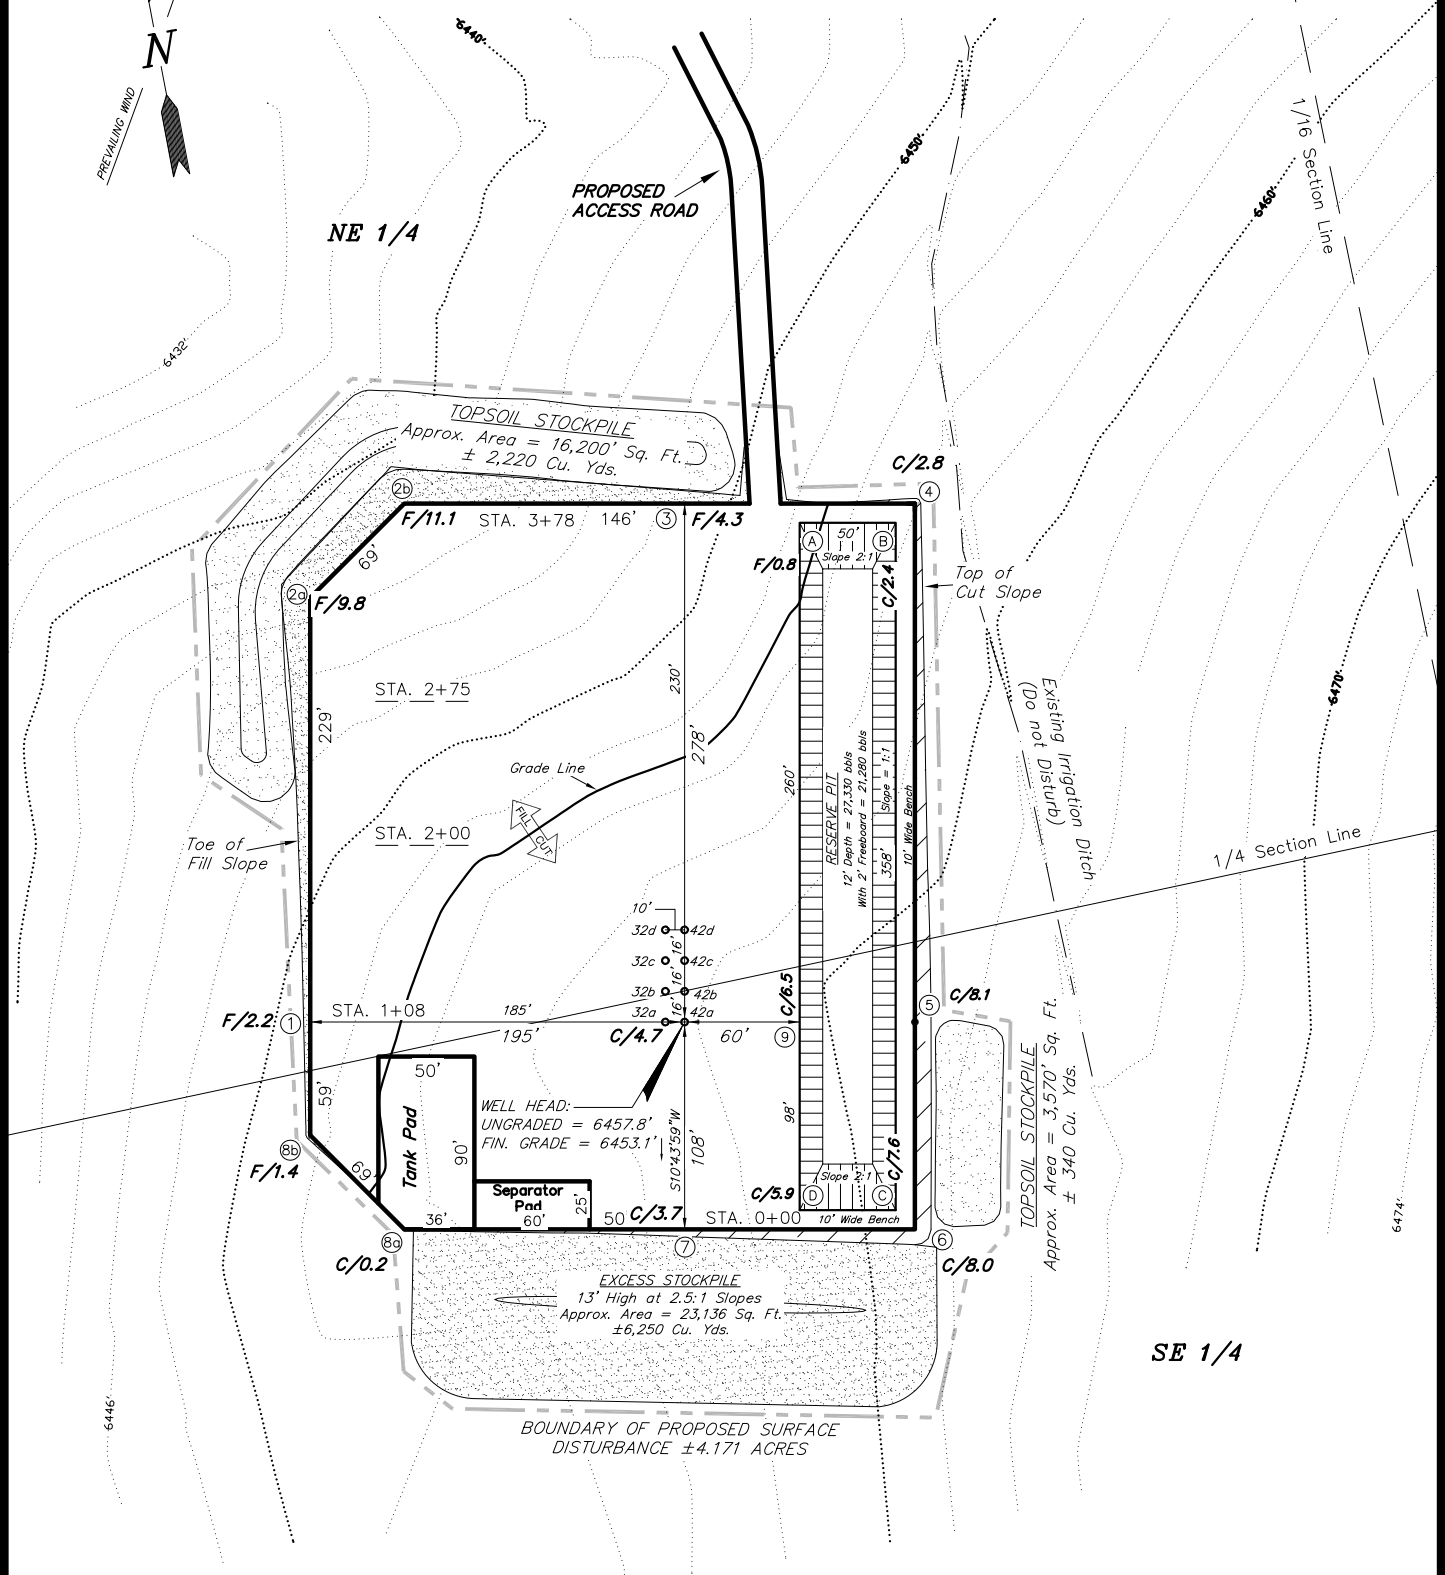 N
PREVAILING WIND
6440'
6450'
6460'
1/16 Section Line
PROPOSED
ACCESS ROAD
NE 1/4
6432'
TOPSOIL STOCKPILE
Approx. Area = 16,200' Sq. Ft.
± 2,220 Cu. Yds.
C/2.8
2b
4
F/11.1
STA. 3+78
146'
3
F/4.3
A
50'
B
Slope 2:1
69'
F/0.8
C/2.4
2a
F/9.8
Top of
Cut Slope
STA. 2+75
229'
230'
278'
6470'
Existing Irrigation Ditch
(Do not Disturb)
Grade Line
FILL
CUT
260'
RESERVE PIT
12' Depth = 27,330 bbls
With 2' Freeboard = 21,280 bbls
Slope = 1:1
358'
10' Wide Bench
STA. 2+00
Toe of
Fill Slope
1/4 Section Line
10'
32d
42d
16'
32c
42c
16'
32b
42b
16'
32a
42a
C/6.5
5
C/8.1
F/2.2
1
STA. 1+08
185'
195'
C/4.7
60'
9
59'
50'
Tank Pad
90'
WELL HEAD:
UNGRADED = 6457.8'
FIN. GRADE = 6453.1'
S10°43'59"W
108'
98'
TOPSOIL STOCKPILE
Approx. Area = 3,570' Sq. Ft.
± 340 Cu. Yds.
8b
F/1.4
69'
C/7.6
Slope 2:1
Separator
Pad
25'
C/5.9
D
C
36'
60'
50
C/3.7
STA. 0+00
10' Wide Bench
8a
7
6
C/0.2
C/8.0
6474'
EXCESS STOCKPILE
13' High at 2.5:1 Slopes
Approx. Area = 23,136 Sq. Ft.
±6,250 Cu. Yds.
SE 1/4
6446'
BOUNDARY OF PROPOSED SURFACE
DISTURBANCE ±4.171 ACRES